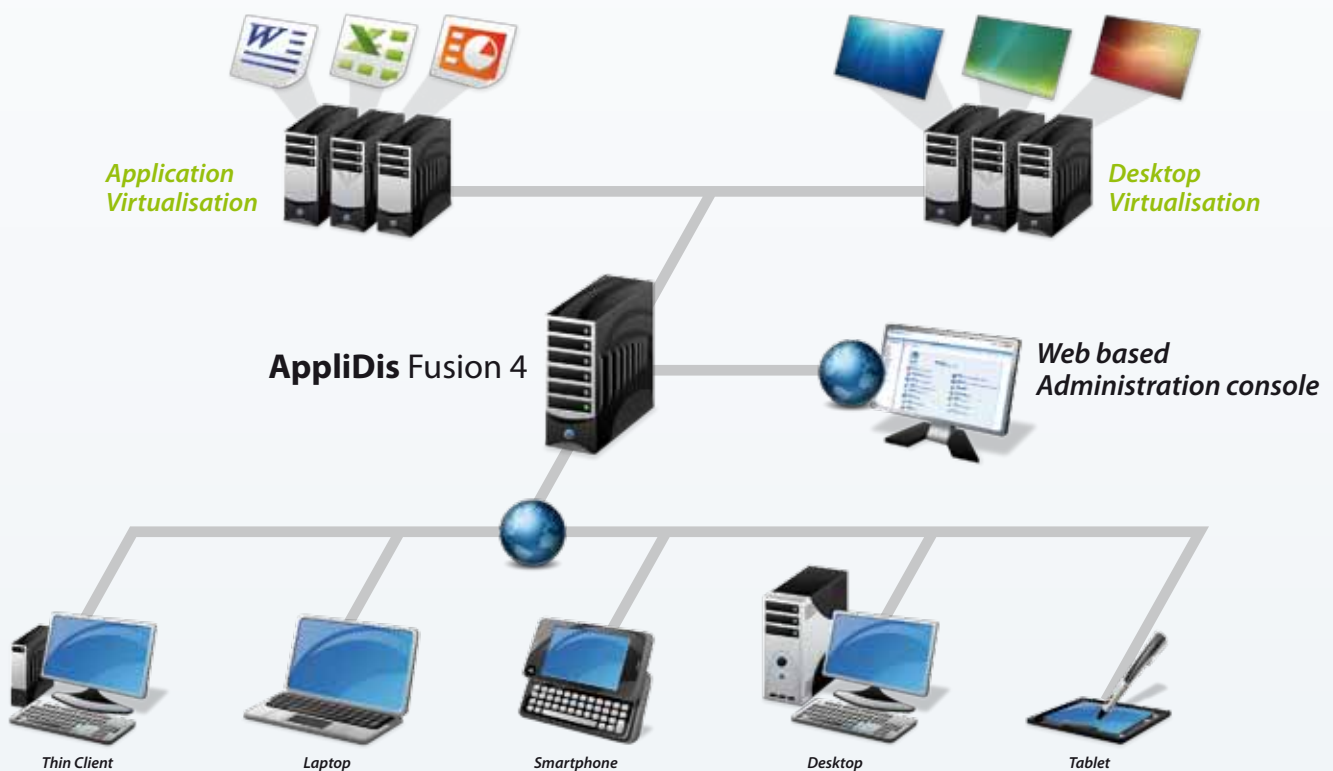 Application
Virtualisation
Desktop
Virtualisation
AppliDis Fusion 4
Web based
Administration console
Thin Client
Laptop
Smartphone
Desktop
Tablet